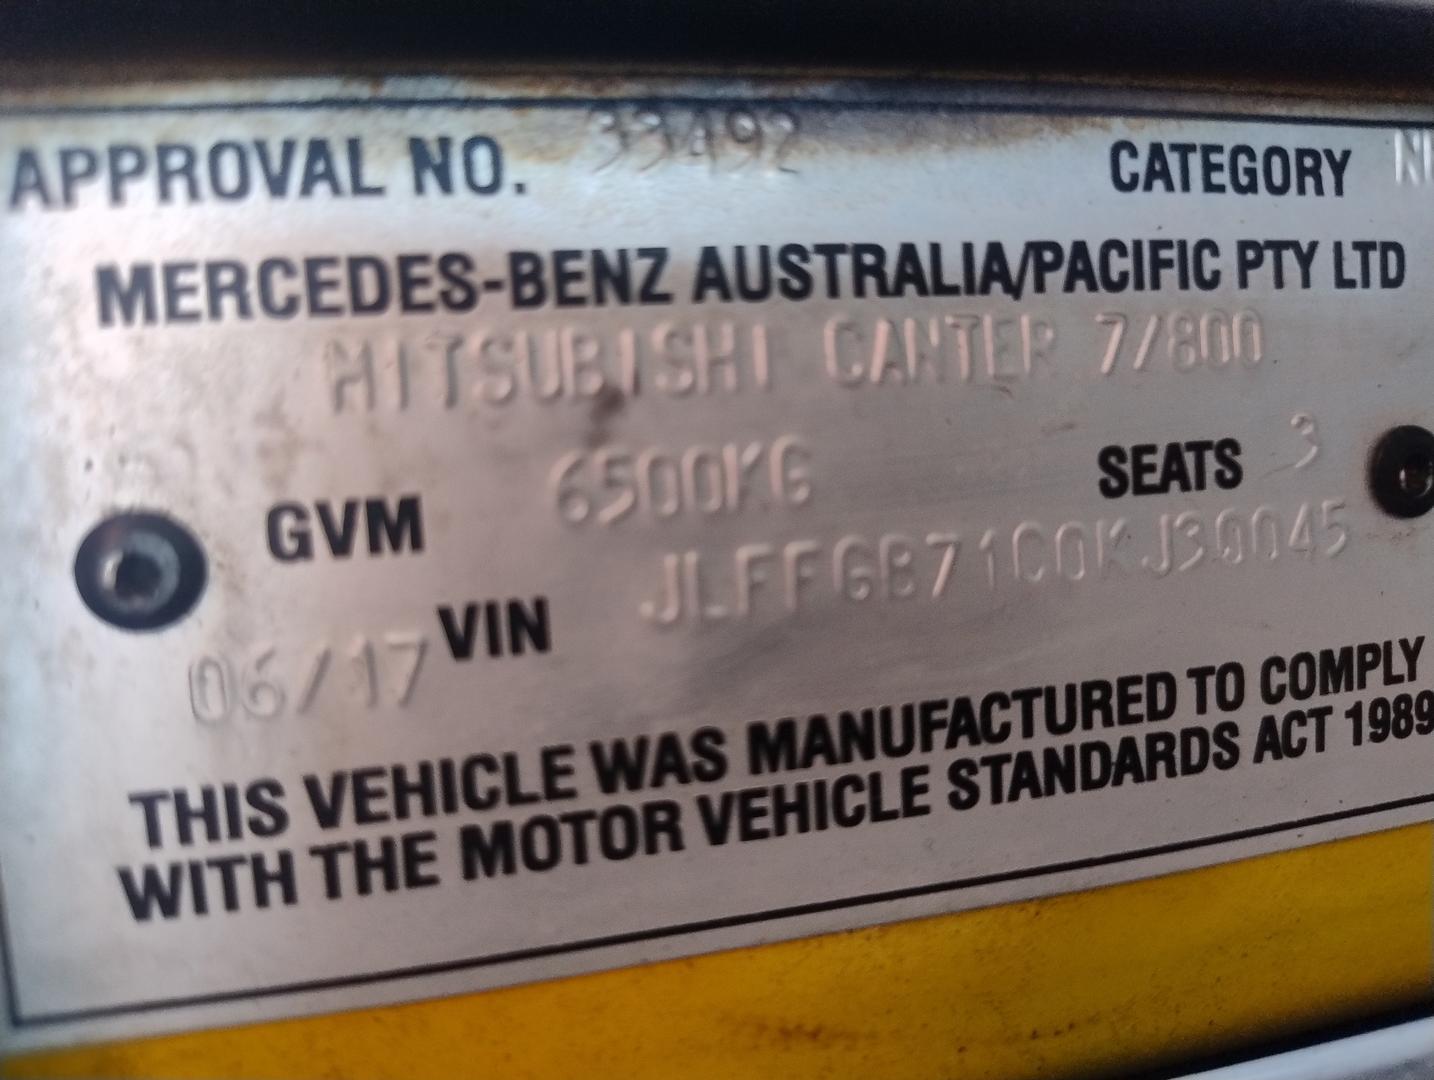 APPROVAL NO. 33492 CATEGORY
MERCEDES-BENZ AUSTRALIA/PACIFIC PTY LTD
MITSUBISHI CANTER 7/800
GVM 6500KG SEATS 3
VIN JLFFGB71C0KJ30045
06/17
THIS VEHICLE WAS MANUFACTURED TO COMPLY
WITH THE MOTOR VEHICLE STANDARDS ACT 1989